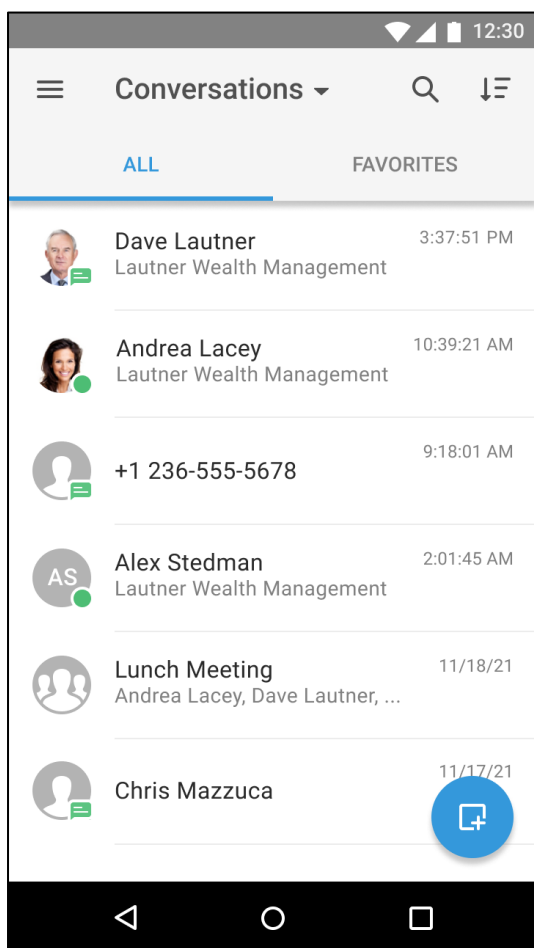 12:30
Conversations
ALL FAVORITES
Dave Lautner 3:37:51 PM
Lautner Wealth Management
Andrea Lacey 10:39:21 AM
Lautner Wealth Management
+1 236-555-5678 9:18:01 AM
AS Alex Stedman 2:01:45 AM
Lautner Wealth Management
Lunch Meeting 11/18/21
Andrea Lacey, Dave Lautner, ...
Chris Mazzuca 11/17/21